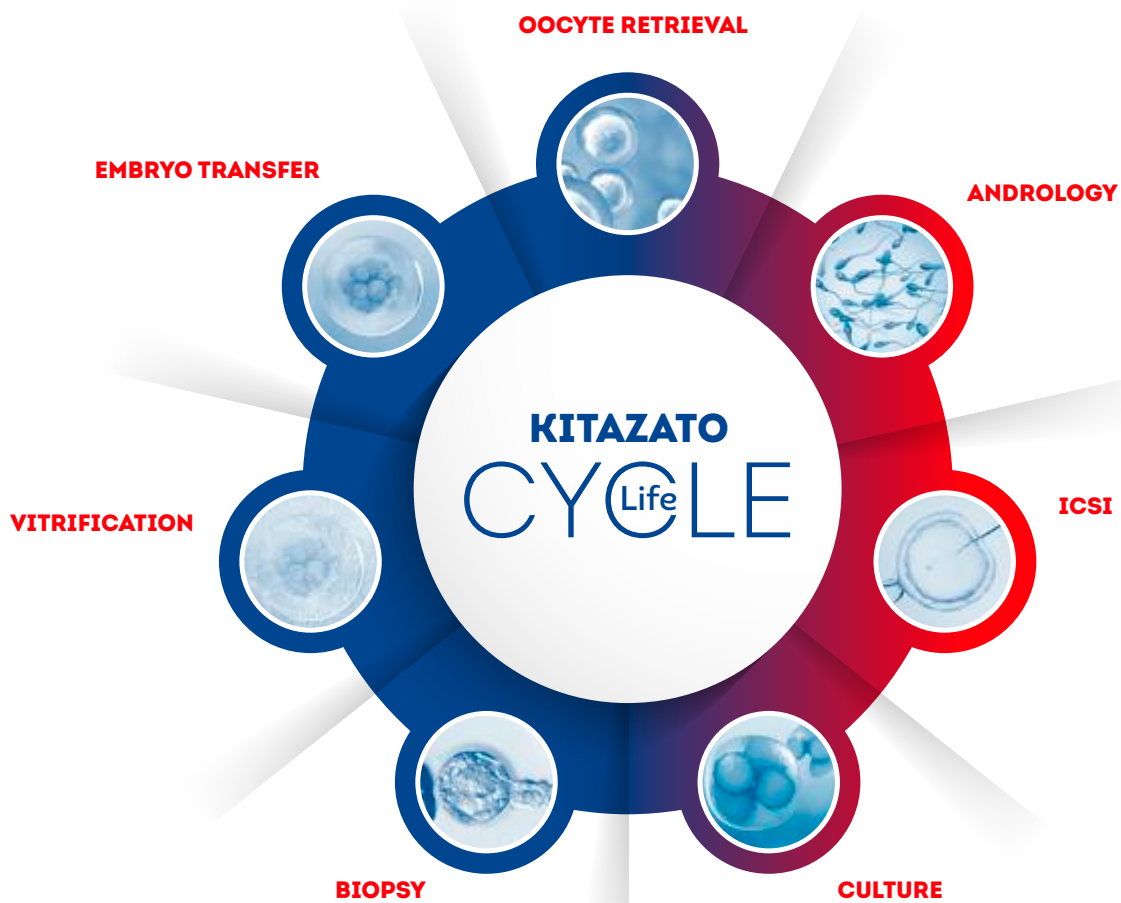 OOCYTE RETRIEVAL
EMBRYO TRANSFER
ANDROLOGY
KITAZATO
CYCLE
Life
VITRIFICATION
ICSI
BIOPSY
CULTURE